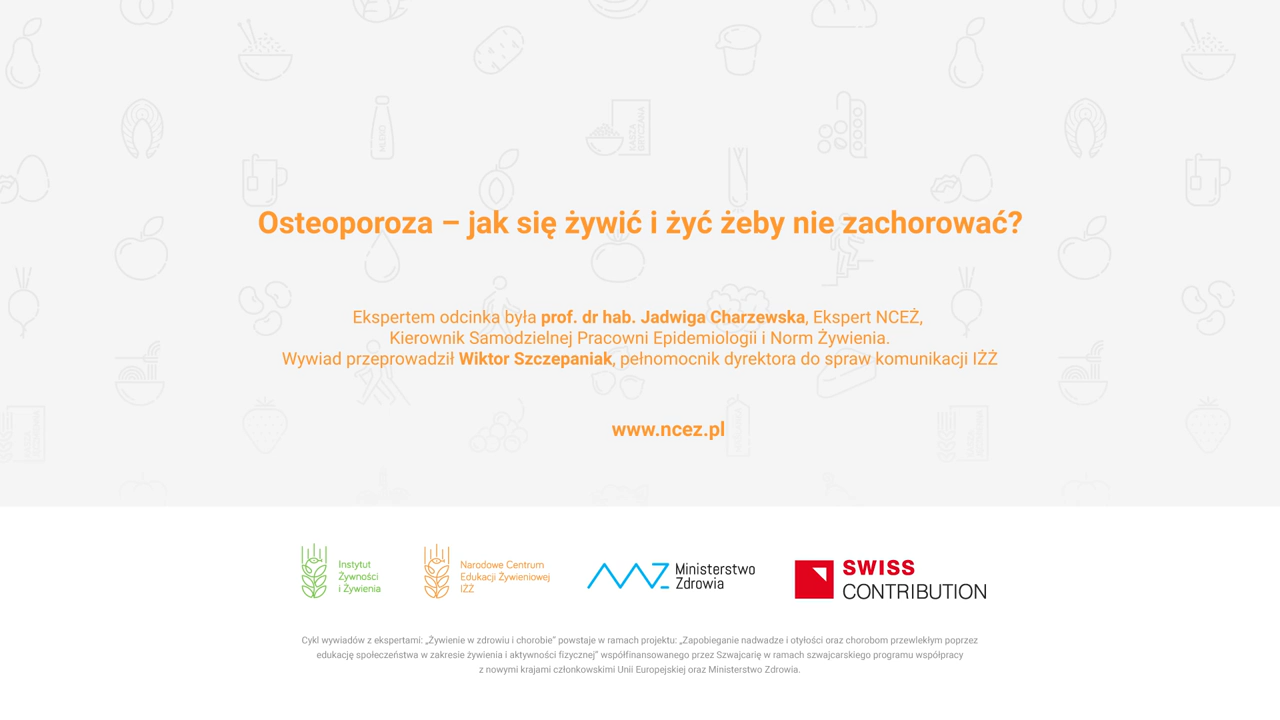 Osteoporoza – jak się żywić i żyć żeby nie zachorować?
Ekspertem odcinka była prof. dr hab. Jadwiga Charzewska, Ekspert NCEŻ,
Kierownik Samodzielnej Pracowni Epidemiologii i Norm Żywienia.
Wywiad przeprowadził Wiktor Szczepaniak, pełnomocnik dyrektora do spraw komunikacji IŻŻ
www.ncez.pl
Instytut
Żywności
i Żywienia
Narodowe Centrum
Edukacji Żywieniowej
IŻŻ
Ministerstwo
Zdrowia
SWISS
CONTRIBUTION
Cykl wywiadów z ekspertami: „Żywienie w zdrowiu i chorobie” powstaje w ramach projektu: „Zapobieganie nadwadze i otyłości oraz chorobom przewlekłym poprzez
edukację społeczeństwa w zakresie żywienia i aktywności fizycznej” współfinansowanego przez Szwajcarię w ramach szwajcarskiego programu współpracy
z nowymi krajami członkowskimi Unii Europejskiej oraz Ministerstwo Zdrowia.